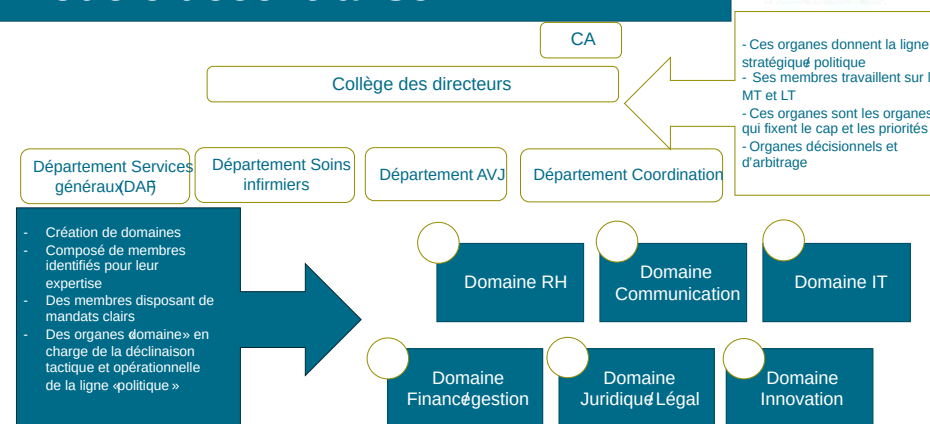 CA
Collège des directeurs
- Ces organes donnent la ligne
stratégique/ politique
- Ses membres travaillent sur
MT et LT
- Ces organes sont les organes
qui fixent le cap et les priorités
- Organes décisionnels et
d'arbitrage
Département Services
généraux (DAF)
Département Soins
infirmiers
Département AVJ
Département Coordination
- Création de domaines
- Composé de membres
identifiés pour leur
expertise
- Des membres disposant de
mandats clairs
- Des organes «domaine» en
charge de la déclinaison
tactique et opérationnelle
de la ligne «politique »
Domaine RH
Domaine
Communication
Domaine IT
Domaine
Finance/gestion
Domaine
Juridique/Légal
Domaine
Innovation